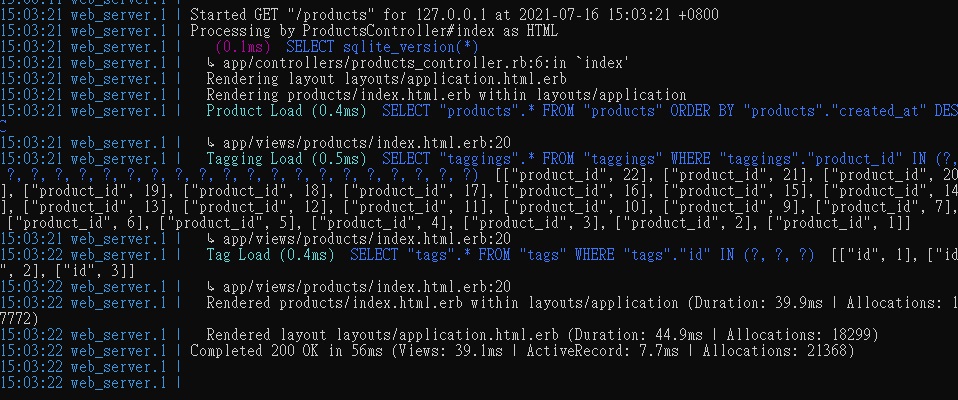 15:03:21 web_server.1 | Started GET "/products" for 127.0.0.1 at 2021-07-16 15:03:21 +0800
15:03:21 web_server.1 | Processing by ProductsController#index as HTML
15:03:21 web_server.1 |    (0.1ms)  SELECT sqlite_version(*)
15:03:21 web_server.1 |   ↳ app/controllers/products_controller.rb:6:in `index'
15:03:21 web_server.1 |   Rendering layout layouts/application.html.erb
15:03:21 web_server.1 |   Rendering products/index.html.erb within layouts/application
15:03:21 web_server.1 |   Product Load (0.4ms)  SELECT "products".* FROM "products" ORDER BY "products"."created_at" DES
C
15:03:21 web_server.1 |   ↳ app/views/products/index.html.erb:20
15:03:21 web_server.1 |   Tagging Load (0.5ms)  SELECT "taggings".* FROM "taggings" WHERE "taggings"."product_id" IN (?,
 ?, ?, ?, ?, ?, ?, ?, ?, ?, ?, ?, ?, ?, ?, ?, ?, ?, ?)  [["product_id", 22], ["product_id", 21], ["product_id", 20
], ["product_id", 19], ["product_id", 18], ["product_id", 17], ["product_id", 16], ["product_id", 15], ["product_id", 14
], ["product_id", 13], ["product_id", 12], ["product_id", 11], ["product_id", 10], ["product_id", 9], ["product_id", 7],
 ["product_id", 6], ["product_id", 5], ["product_id", 4], ["product_id", 3], ["product_id", 2], ["product_id", 1]]
15:03:21 web_server.1 |   ↳ app/views/products/index.html.erb:20
15:03:21 web_server.1 |   Tag Load (0.4ms)  SELECT "tags".* FROM "tags" WHERE "tags"."id" IN (?, ?, ?)  [["id", 1], ["id
", 2], ["id", 3]]
15:03:22 web_server.1 |   ↳ app/views/products/index.html.erb:20
15:03:22 web_server.1 |   Rendered products/index.html.erb within layouts/application (Duration: 39.9ms | Allocations: 1
7772)
15:03:22 web_server.1 |   Rendered layout layouts/application.html.erb (Duration: 44.9ms | Allocations: 18299)
15:03:22 web_server.1 | Completed 200 OK in 56ms (Views: 39.1ms | ActiveRecord: 7.7ms | Allocations: 21368)
15:03:22 web_server.1 |
15:03:22 web_server.1 |